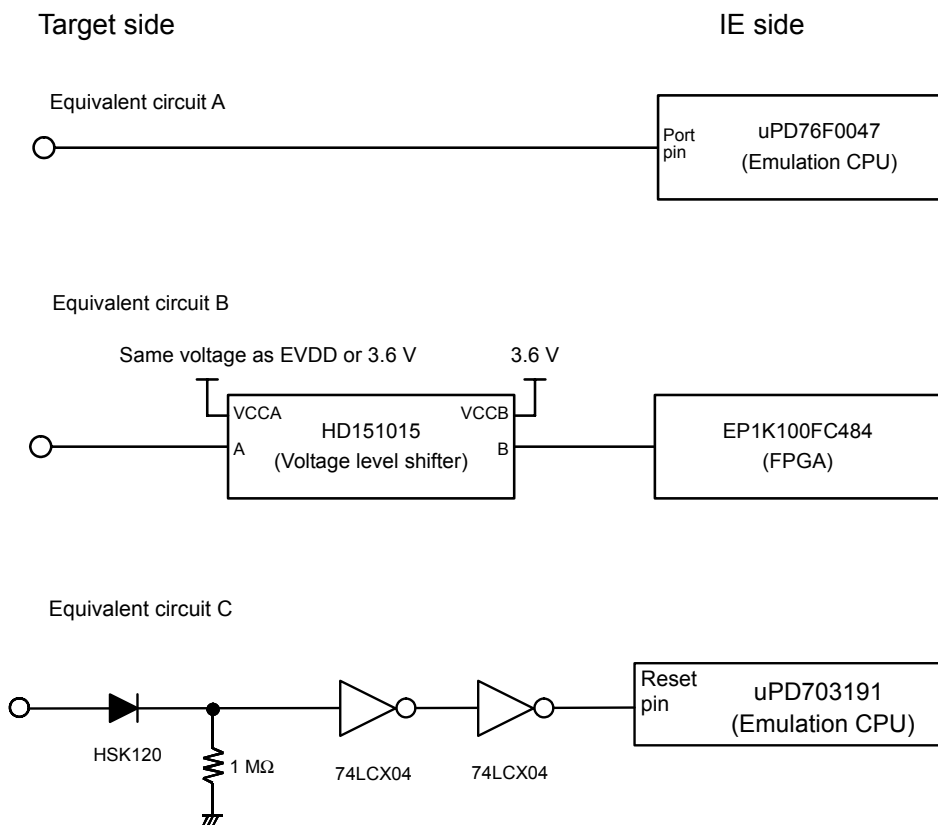 Target side
IE side
Equivalent circuit A
Port
pin
uPD76F0047
(Emulation CPU)
Equivalent circuit B
Same voltage as EVDD or 3.6 V
3.6 V
VCCA
VCCB
A
HD151015
(Voltage level shifter)
B
EP1K100FC484
(FPGA)
Equivalent circuit C
HSK120
1 MΩ
74LCX04
74LCX04
Reset
pin
uPD703191
(Emulation CPU)